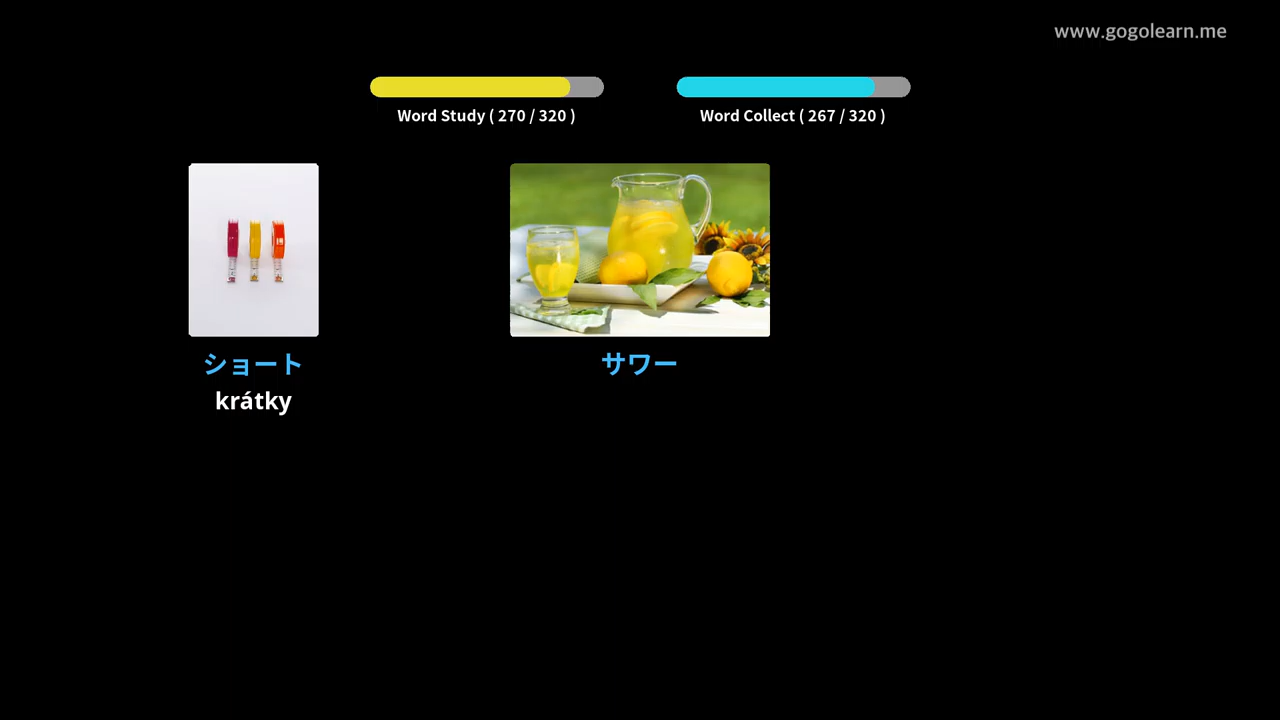 www.gogolearn.me
Word Study ( 270 / 320 )
Word Collect ( 267 / 320 )
ショート
サワー
krátky